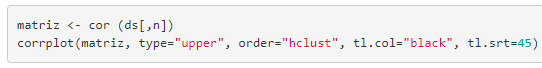 matriz <- cor (ds[,n])
corrplot(matriz, type="upper", order="hclust", tl.col="black", tl.srt=45)